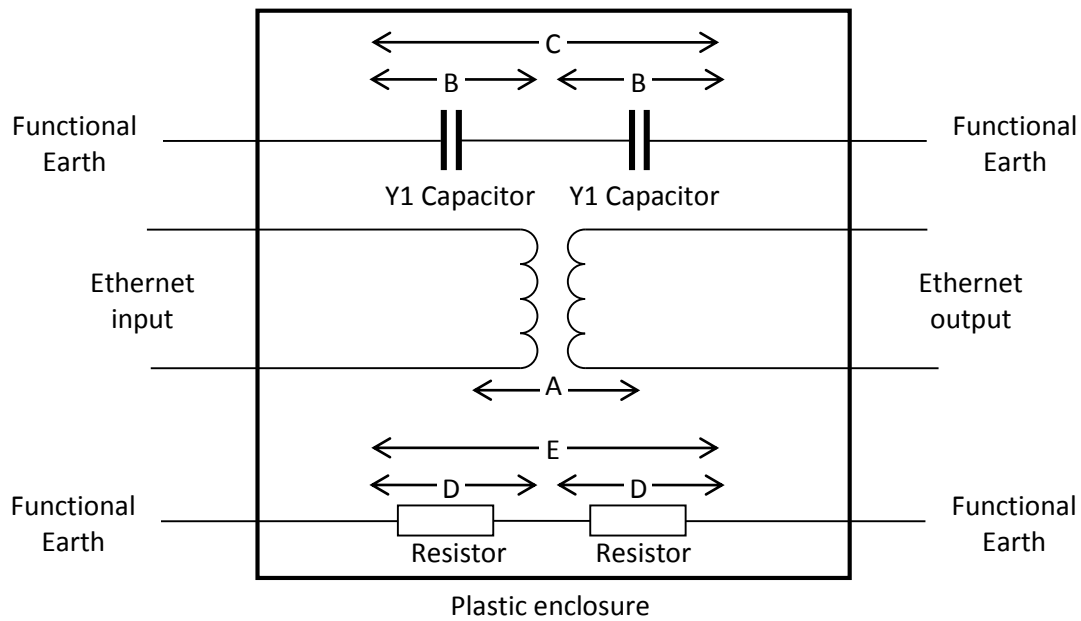 C
B
B
Functional
Earth
Functional
Earth
Y1 Capacitor
Y1 Capacitor
Ethernet
input
Ethernet
output
A
E
D
D
Functional
Earth
Functional
Earth
Resistor
Resistor
Plastic enclosure